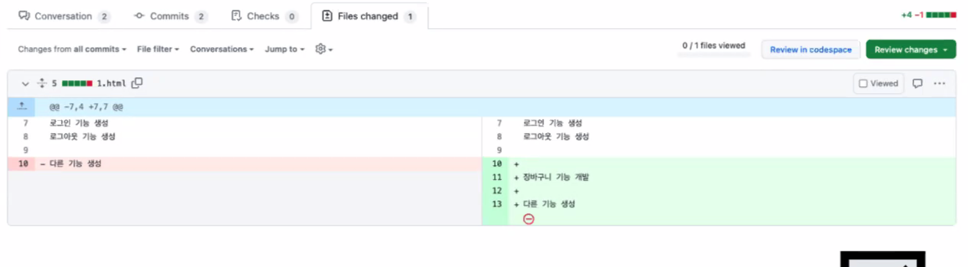 Conversation 2 Commits 2 Checks 0 Files changed 1 +4 −1
Changes from all commits File filter Conversations Jump to 0 / 1 files viewed Review in codespace Review changes
5 1.html Viewed
@@ -7,4 +7,7 @@
7 로그인 기능 생성 7 로그인 기능 생성
8 로그아웃 기능 생성 8 로그아웃 기능 생성
9 9
10 - 다른 기능 생성 10 +
11 + 장바구니 기능 개발
12 +
13 + 다른 기능 생성